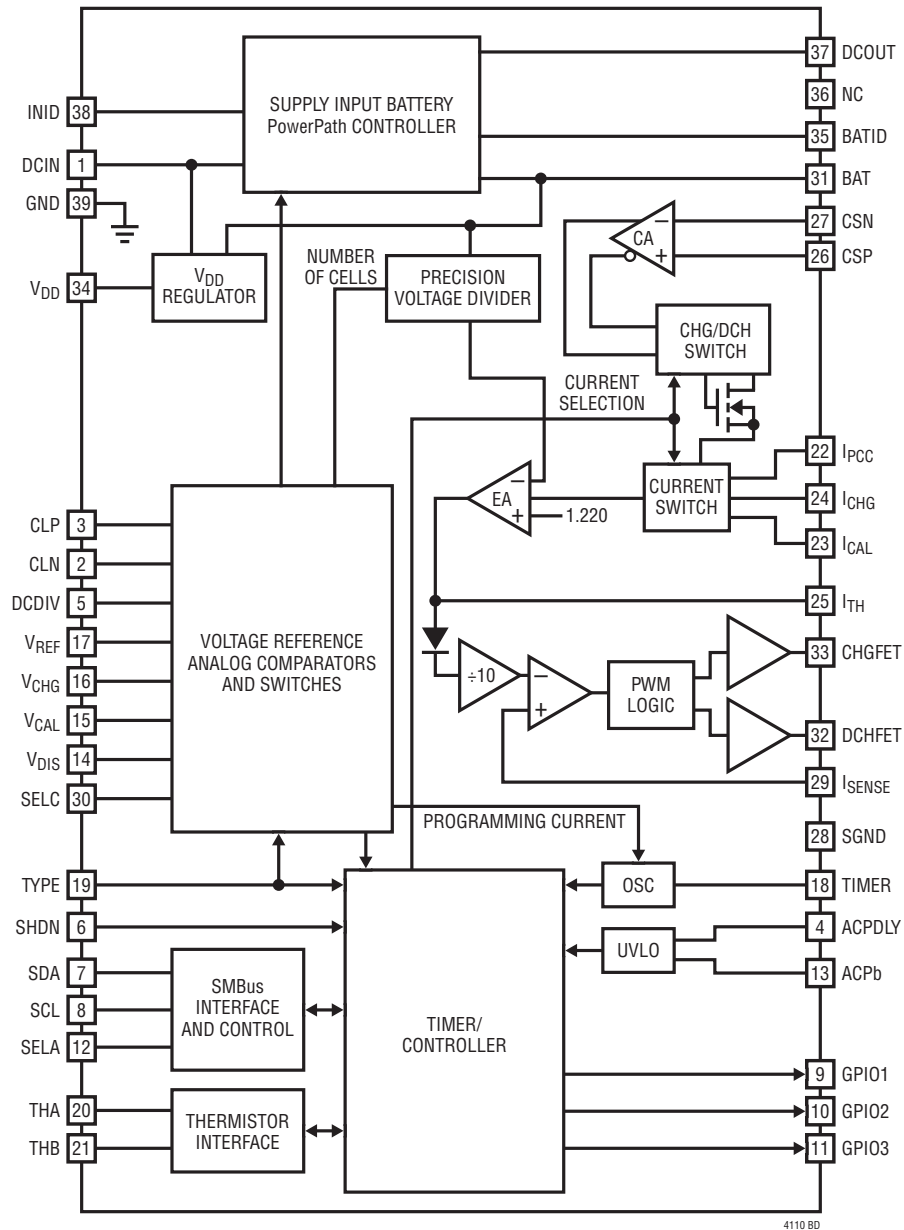 SUPPLY INPUT BATTERY
PowerPath CONTROLLER
INID 38
DCIN 1
GND 39
VDD 34
37 DCOUT
36 NC
35 BATID
31 BAT
27 CSN
26 CSP
VDD
REGULATOR
NUMBER
OF CELLS
PRECISION
VOLTAGE DIVIDER
CA
−
+
CHG/DCH
SWITCH
CURRENT
SELECTION
CURRENT
SWITCH
22 IPCC
24 ICHG
23 ICAL
EA
−
+
1.220
25 ITH
CLP 3
CLN 2
DCDIV 5
VREF 17
VCHG 16
VCAL 15
VDIS 14
SELC 30
VOLTAGE REFERENCE
ANALOG COMPARATORS
AND SWITCHES
÷10
−
+
PWM
LOGIC
33 CHGFET
32 DCHFET
29 ISENSE
28 SGND
PROGRAMMING CURRENT
OSC
18 TIMER
UVLO
4 ACPDLY
13 ACPb
TYPE 19
SHDN 6
SDA 7
SCL 8
SELA 12
SMBus
INTERFACE
AND CONTROL
TIMER/
CONTROLLER
THA 20
THB 21
THERMISTOR
INTERFACE
9 GPIO1
10 GPIO2
11 GPIO3
4110 BD